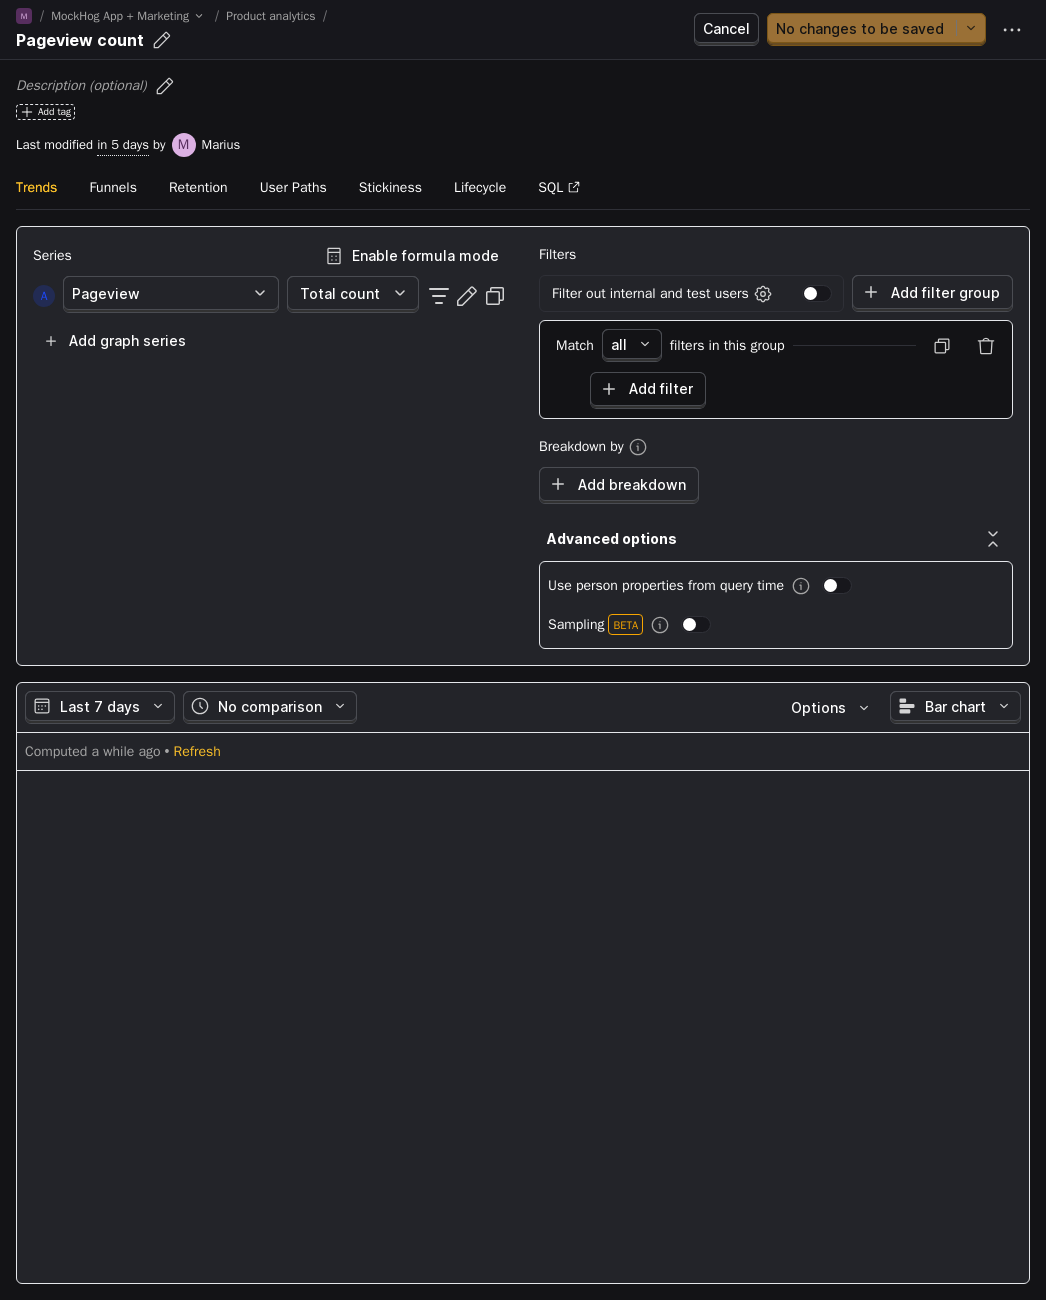 M / MockHog App + Marketing / Product analytics /
Pageview count
Cancel
No changes to be saved
Description (optional)
Add tag
Last modified in 5 days by M Marius
Trends Funnels Retention User Paths Stickiness Lifecycle SQL
Series
Enable formula mode
A Pageview Total count
Add graph series
Filters
Filter out internal and test users
Add filter group
Match all filters in this group
Add filter
Breakdown by
Add breakdown
Advanced options
Use person properties from query time
Sampling BETA
Last 7 days No comparison Options Bar chart
Computed a while ago • Refresh